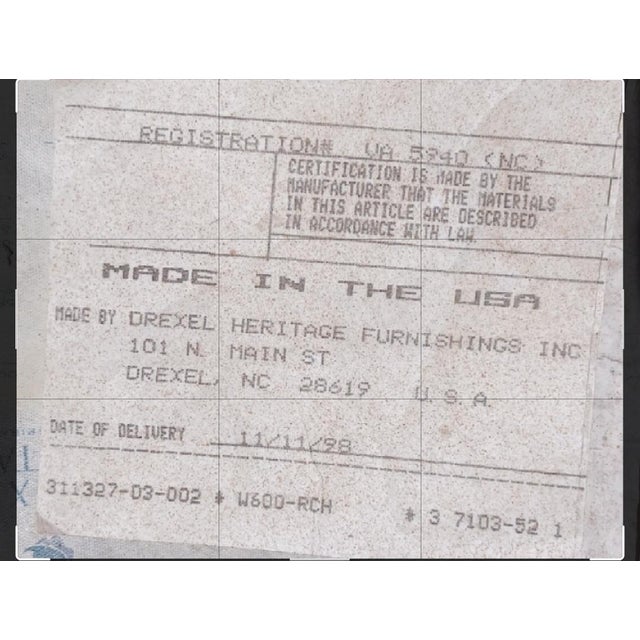 REGISTRATION# VA 5940 (NC)
CERTIFICATION IS MADE BY THE
MANUFACTURER THAT THE MATERIALS
IN THIS ARTICLE ARE DESCRIBED
IN ACCORDANCE WITH LAW
MADE IN THE USA
MADE BY DREXEL HERITAGE FURNISHINGS INC
101 N. MAIN ST
DREXEL, NC 28619 U.S.A.
DATE OF DELIVERY 11/11/98
311327-03-002 # W600-RCH # 3 7103-52 1